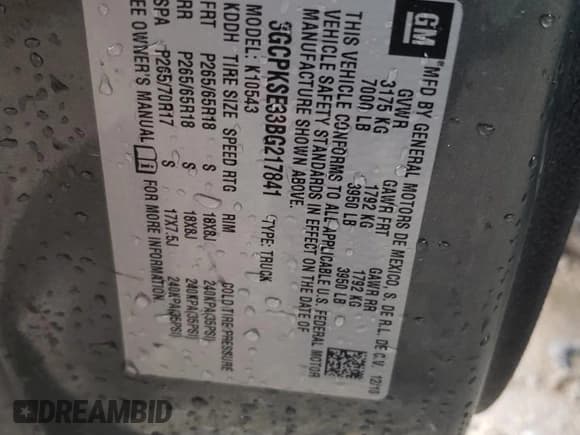 GM
MFD BY GENERAL MOTORS DE MEXICO, S. DE R.L. DE C.V. 12/10
GVWR GAWR FRT GAWR RR
3175 KG 1792 KG 1792 KG
7000 LB 3950 LB 3950 LB
THIS VEHICLE CONFORMS TO ALL APPLICABLE U.S. FEDERAL MOTOR
VEHICLE SAFETY STANDARDS IN EFFECT ON THE DATE OF
MANUFACTURE SHOWN ABOVE.
3GCPKSE33BG217841 TYPE: TRUCK
MODEL: K10543
KDDH TIRE SIZE SPEED RTG RIM COLD TIRE PRESSURE
FRT P265/65R18 S 18X8J 240KPA(35PSI)
RR P265/65R18 S 18X8J 240KPA(35PSI)
SPA P265/70R17 S 17X7.5J 240KPA(35PSI)
EE OWNER'S MANUAL FOR MORE INFORMATION
DREAMBID